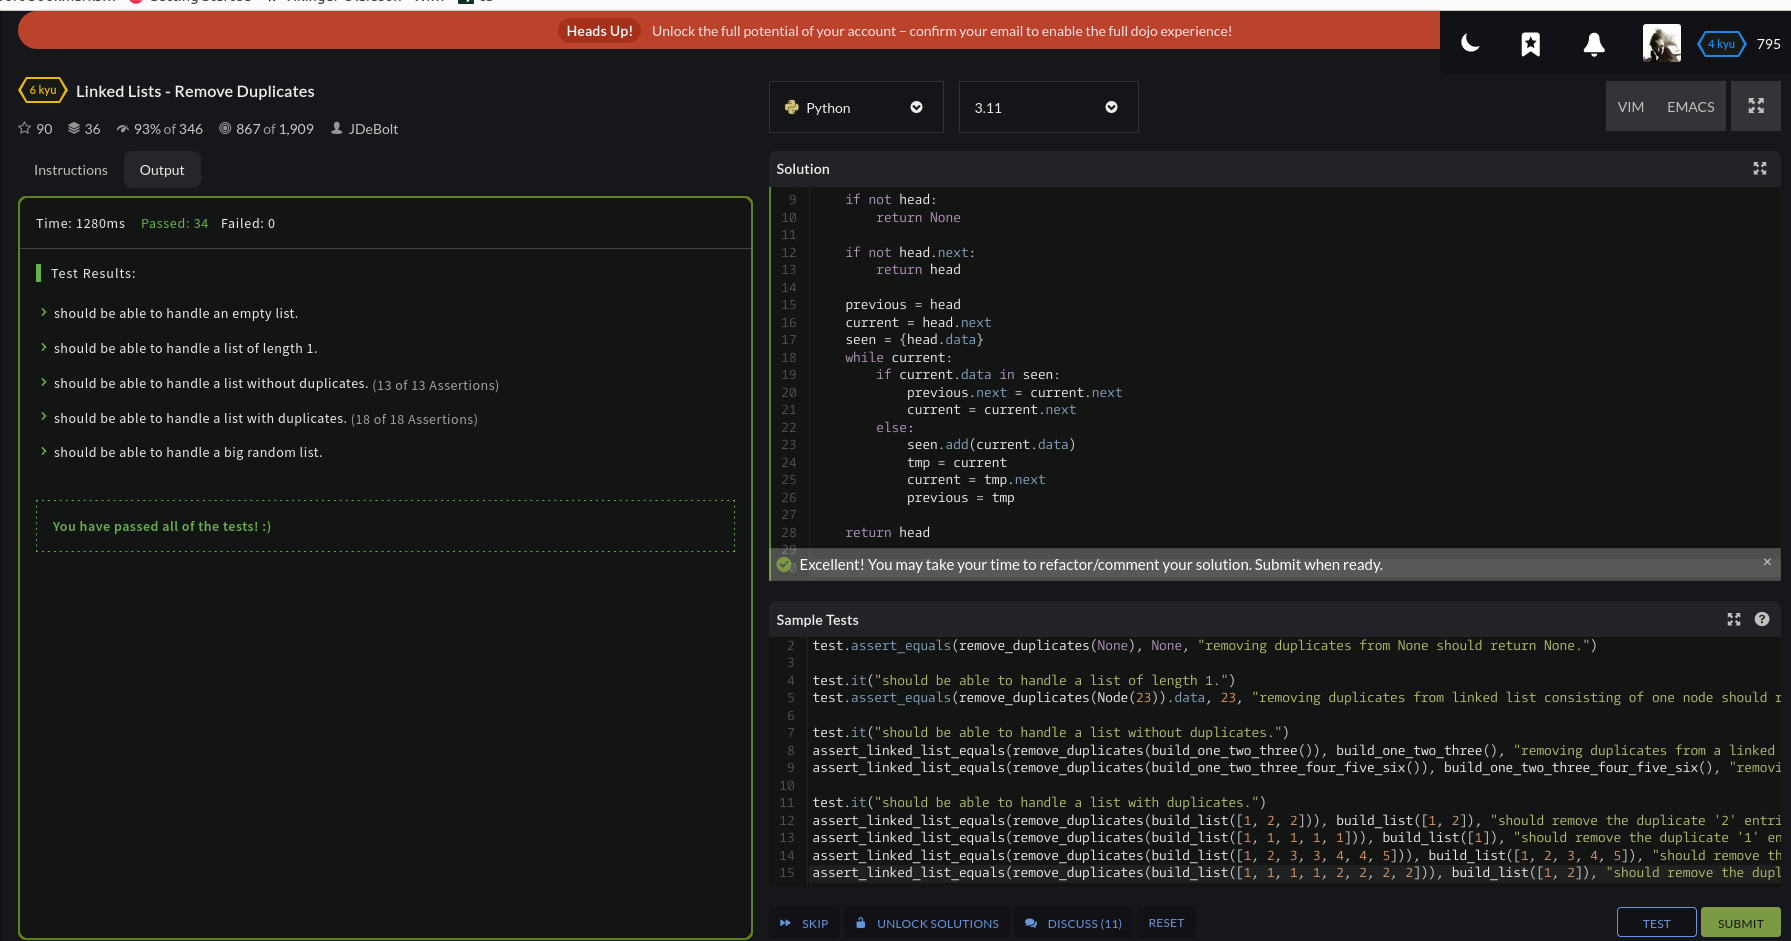 Heads Up! Unlock the full potential of your account – confirm your email to enable the full dojo experience!
4 kyu 795
6 kyu Linked Lists - Remove Duplicates
90 36 93% of 346 867 of 1,909 JDeBolt
Python 3.11 VIM EMACS
Instructions Output
Time: 1280ms Passed: 34 Failed: 0
Test Results:
should be able to handle an empty list.
should be able to handle a list of length 1.
should be able to handle a list without duplicates. (13 of 13 Assertions)
should be able to handle a list with duplicates. (18 of 18 Assertions)
should be able to handle a big random list.
You have passed all of the tests! :)
Solution
9 if not head:
10 return None
11
12 if not head.next:
13 return head
14
15 previous = head
16 current = head.next
17 seen = {head.data}
18 while current:
19 if current.data in seen:
20 previous.next = current.next
21 current = current.next
22 else:
23 seen.add(current.data)
24 tmp = current
25 current = tmp.next
26 previous = tmp
27
28 return head
29
Excellent! You may take your time to refactor/comment your solution. Submit when ready. ×
Sample Tests
2 test.assert_equals(remove_duplicates(None), None, "removing duplicates from None should return None.")
3
4 test.it("should be able to handle a list of length 1.")
5 test.assert_equals(remove_duplicates(Node(23)).data, 23, "removing duplicates from linked list consisting of one node should r
6
7 test.it("should be able to handle a list without duplicates.")
8 assert_linked_list_equals(remove_duplicates(build_one_two_three()), build_one_two_three(), "removing duplicates from a linked
9 assert_linked_list_equals(remove_duplicates(build_one_two_three_four_five_six()), build_one_two_three_four_five_six(), "removi
10
11 test.it("should be able to handle a list with duplicates.")
12 assert_linked_list_equals(remove_duplicates(build_list([1, 2, 2])), build_list([1, 2]), "should remove the duplicate '2' entri
13 assert_linked_list_equals(remove_duplicates(build_list([1, 1, 1, 1, 1])), build_list([1]), "should remove the duplicate '1' en
14 assert_linked_list_equals(remove_duplicates(build_list([1, 2, 3, 3, 4, 4, 5])), build_list([1, 2, 3, 4, 5]), "should remove th
15 assert_linked_list_equals(remove_duplicates(build_list([1, 1, 1, 1, 2, 2, 2, 2])), build_list([1, 2]), "should remove the dupl
SKIP UNLOCK SOLUTIONS DISCUSS (11) RESET TEST SUBMIT